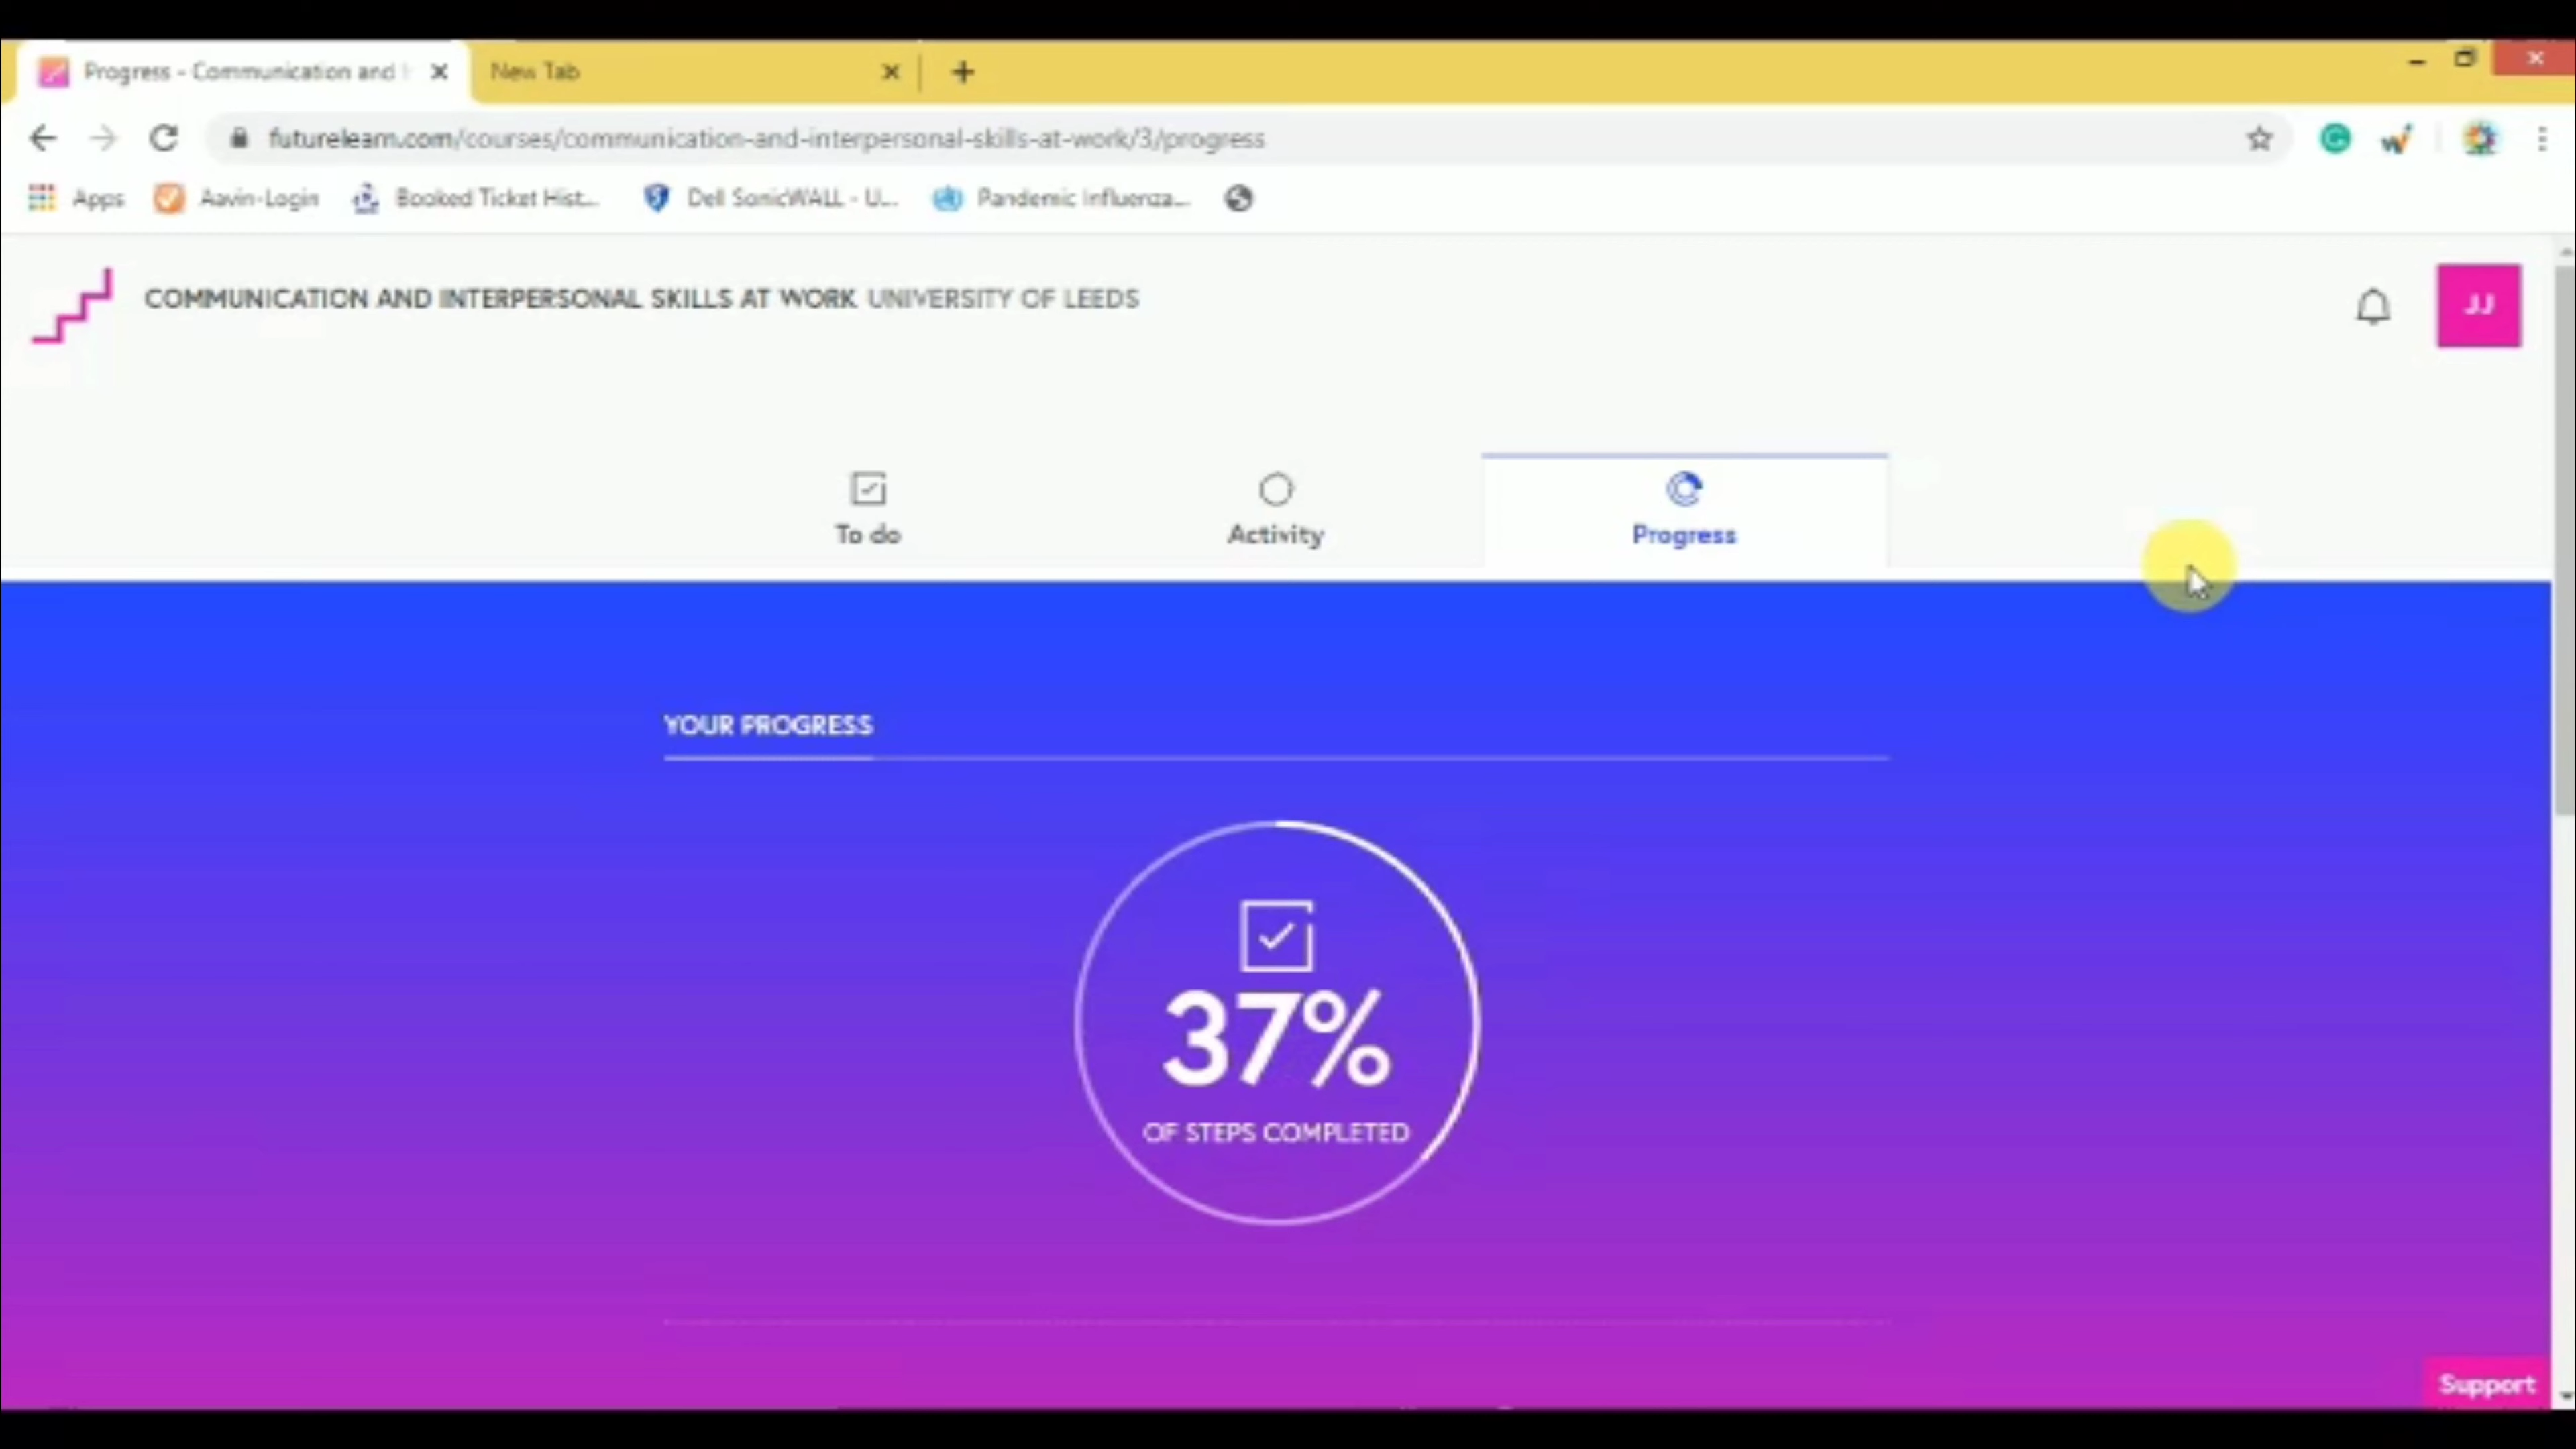 Progress - Communication and I
New Tab
futurelearn.com/courses/communication-and-interpersonal-skills-at-work/3/progress
Apps
Aavin-Login
Booked Ticket Hist...
Dell SonicWALL - U...
Pandemic Influenza...
COMMUNICATION AND INTERPERSONAL SKILLS AT WORK UNIVERSITY OF LEEDS
JJ
To do
Activity
Progress
YOUR PROGRESS
37%
OF STEPS COMPLETED
Support